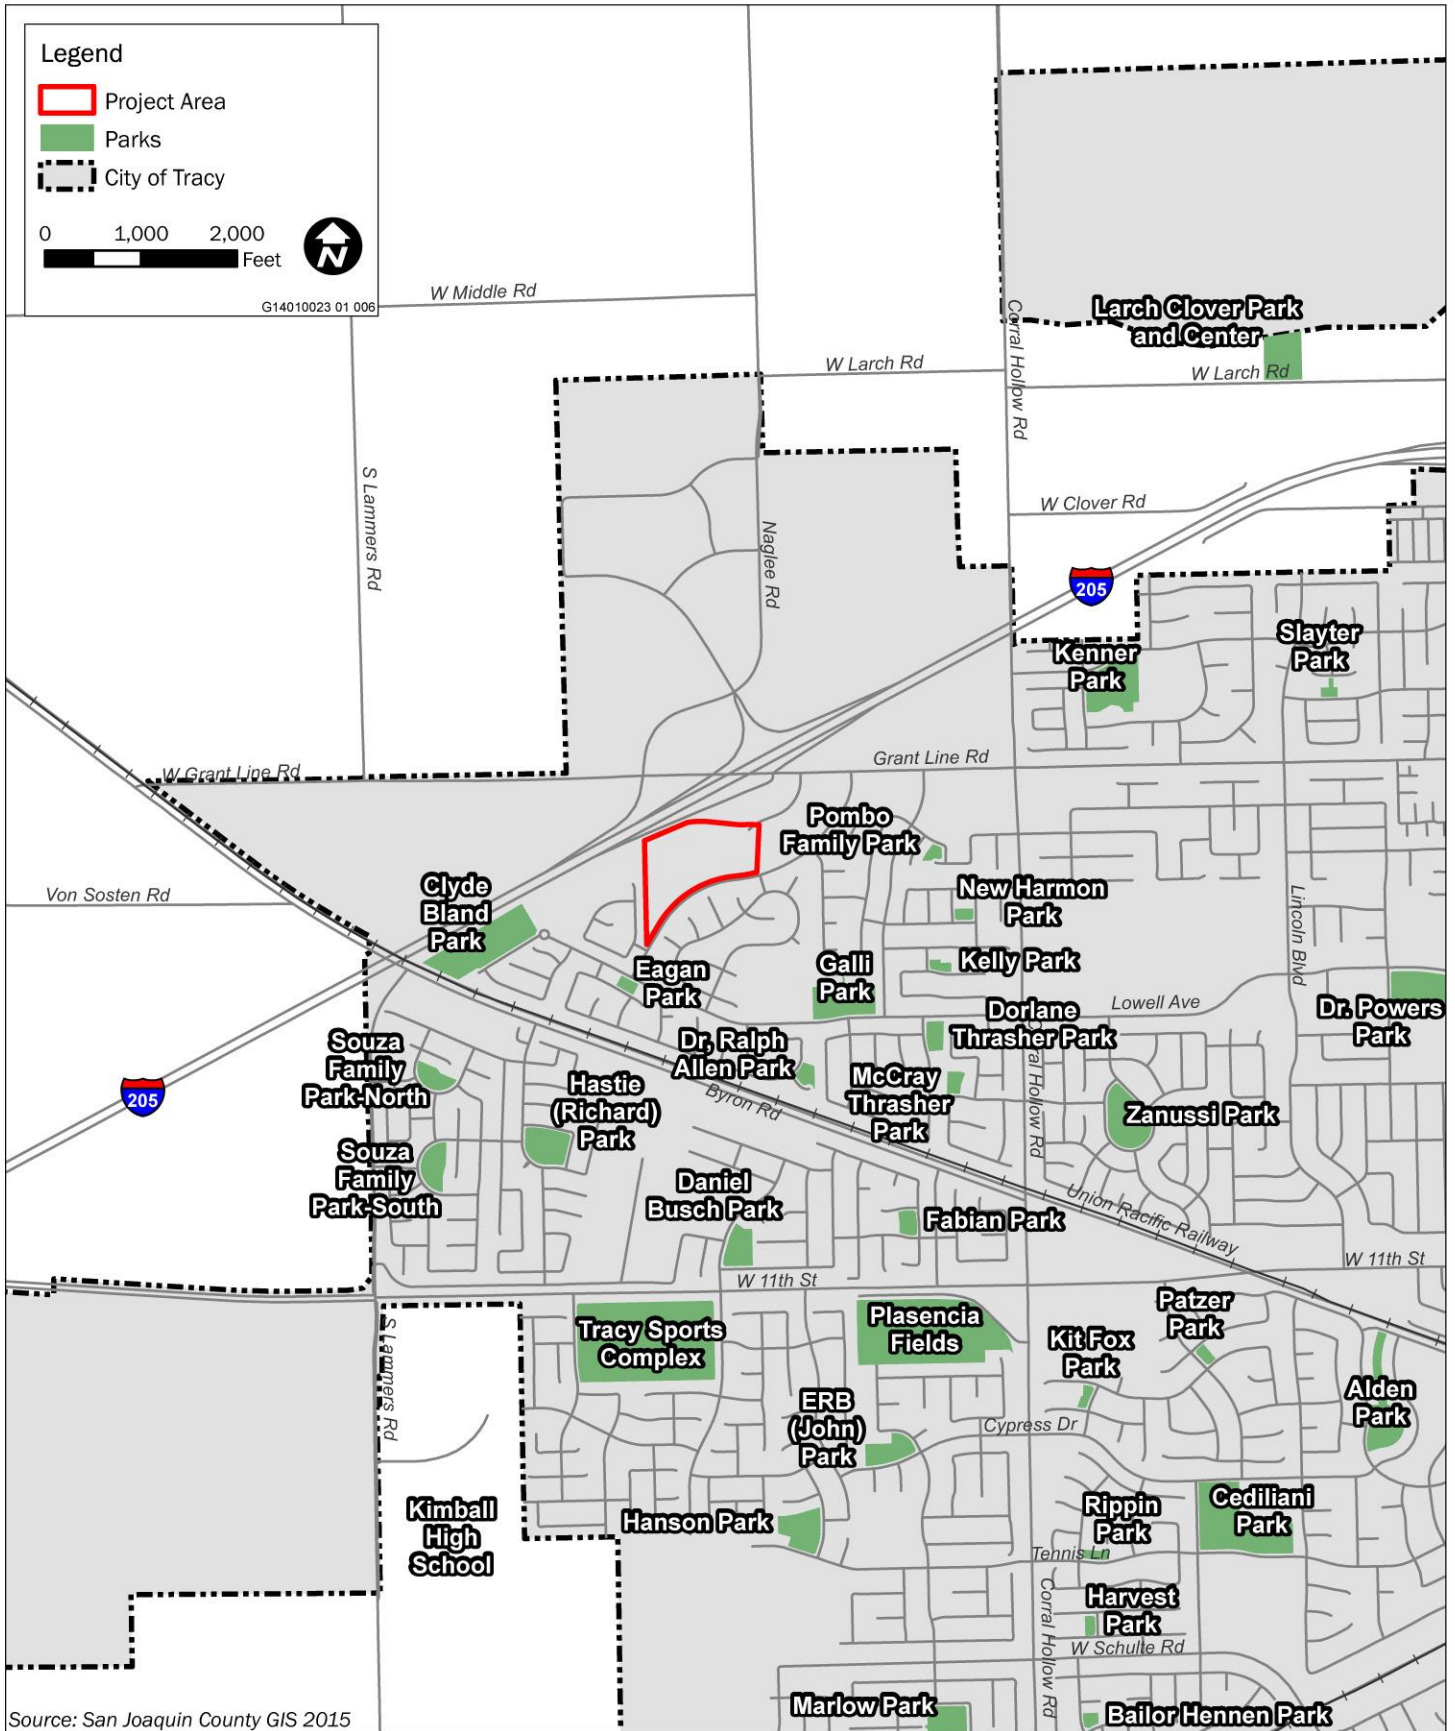 Legend
Project Area
Parks
City of Tracy
0 1,000 2,000
Feet
N
G14010023 01 006
W Middle Rd
Larch Clover Park
and Center
Corral Hollow Rd
W Larch Rd
W Larch Rd
S Lammers Rd
W Clover Rd
Naglee Rd
205
Slayter
Park
Kenner
Park
Grant Line Rd
W Grant Line Rd
Pombo
Family Park
Clyde
Bland
Park
New Harmon
Park
Von Sosten Rd
Lincoln Blvd
Eagan
Park
Galli
Park
Kelly Park
Lowell Ave
Dr. Powers
Park
Dorlane
Thrasher Park
Souza
Family
Park-North
Dr, Ralph
Allen Park
Hastie
(Richard)
Park
McCray
Thrasher
Park
Byron Rd
205
Corral Hollow Rd
Zanussi Park
Souza
Family
Park-South
Daniel
Busch Park
Fabian Park
Union Pacific Railway
W 11th St
W 11th St
Patzer
Park
Tracy Sports
Complex
Plasencia
Fields
Kit Fox
Park
S Lammers Rd
Alden
Park
ERB
(John)
Park
Cypress Dr
Kimball
High
School
Hanson Park
Rippin
Park
Cediliani
Park
Tennis Ln
Harvest
Park
Corral Hollow Rd
W Schulte Rd
Marlow Park
Bailor Hennen Park
Source: San Joaquin County GIS 2015